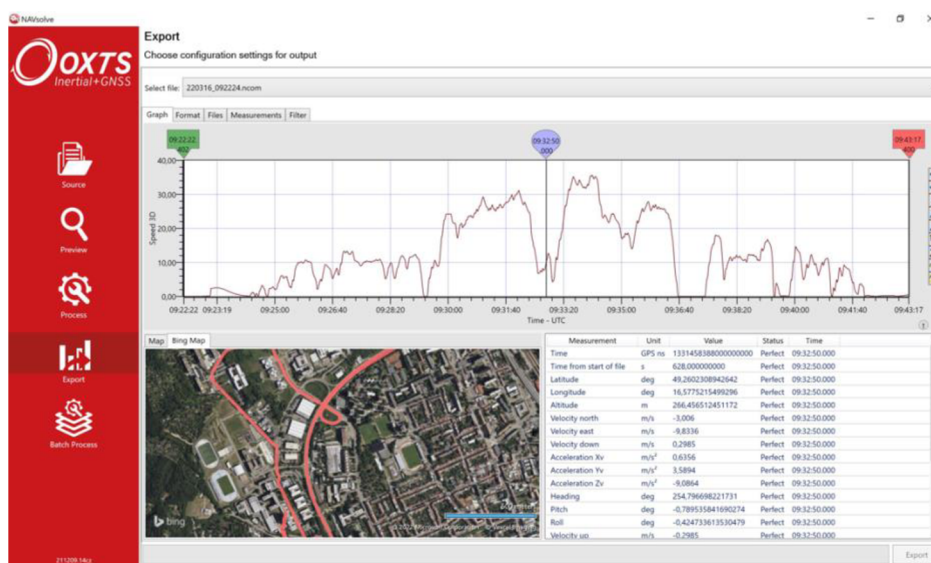 NAVsolve
OXTS
Inertial+GNSS
Source
Preview
Process
Export
Batch Process
211209.14cz
Export
Choose configuration settings for output
Select file: 220316_092224.ncom
Graph Format Files Measurements Filter
09:22:22
09:32:50
.000
09:43:17
.400
40,00
30,00
20,00
10,00
0,00
Speed 3D
09:22:22 09:23:19 09:25:00 09:26:40 09:28:20 09:30:00 09:31:40 09:33:20 09:35:00 09:36:40 09:38:20 09:40:00 09:41:40 09:43:17
Time - UTC
Map Bing Map
bing
Measurement Unit Value Status Time
Time GPS ns 1331458388000000000 Perfect 09:32:50.000
Time from start of file s 628,000000000 Perfect 09:32:50.000
Latitude deg 49,2602308942642 Perfect 09:32:50.000
Longitude deg 16,5775215499296 Perfect 09:32:50.000
Altitude m 266,456512451172 Perfect 09:32:50.000
Velocity north m/s -3,006 Perfect 09:32:50.000
Velocity east m/s -9,8336 Perfect 09:32:50.000
Velocity down m/s 0,2985 Perfect 09:32:50.000
Acceleration Xv m/s² 0,6356 Perfect 09:32:50.000
Acceleration Yv m/s² 3,5894 Perfect 09:32:50.000
Acceleration Zv m/s² -9,0864 Perfect 09:32:50.000
Heading deg 254,796698221731 Perfect 09:32:50.000
Pitch deg -0,789535841690274 Perfect 09:32:50.000
Roll deg -0,424733613530479 Perfect 09:32:50.000
Velocity up m/s -0,2985 Perfect 09:32:50.000
Export